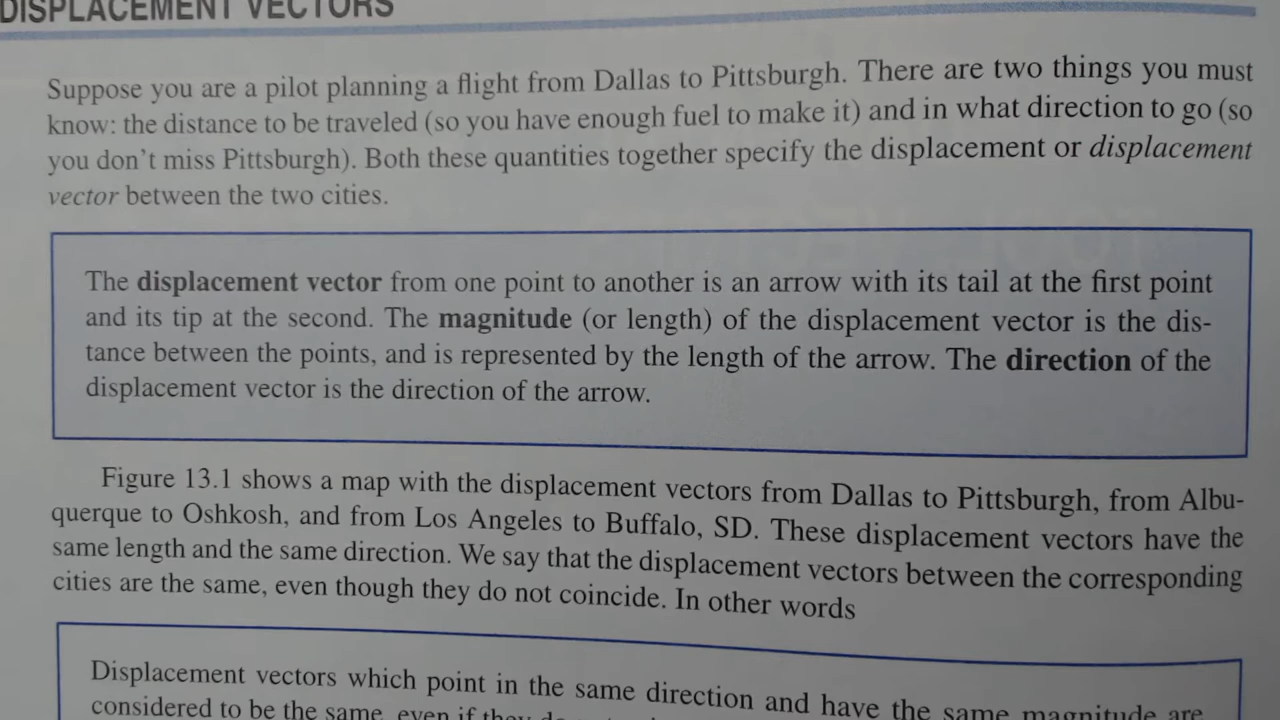 DISPLACEMENT VECTORS
Suppose you are a pilot planning a flight from Dallas to Pittsburgh. There are two things you must
know: the distance to be traveled (so you have enough fuel to make it) and in what direction to go (so
you don't miss Pittsburgh). Both these quantities together specify the displacement or displacement
vector between the two cities.
The displacement vector from one point to another is an arrow with its tail at the first point
and its tip at the second. The magnitude (or length) of the displacement vector is the dis-
tance between the points, and is represented by the length of the arrow. The direction of the
displacement vector is the direction of the arrow.
Figure 13.1 shows a map with the displacement vectors from Dallas to Pittsburgh, from Albu-
querque to Oshkosh, and from Los Angeles to Buffalo, SD. These displacement vectors have the
same length and the same direction. We say that the displacement vectors between the corresponding
cities are the same, even though they do not coincide. In other words
Displacement vectors which point in the same direction and have the same magnitude are
considered to be the same, even if they do